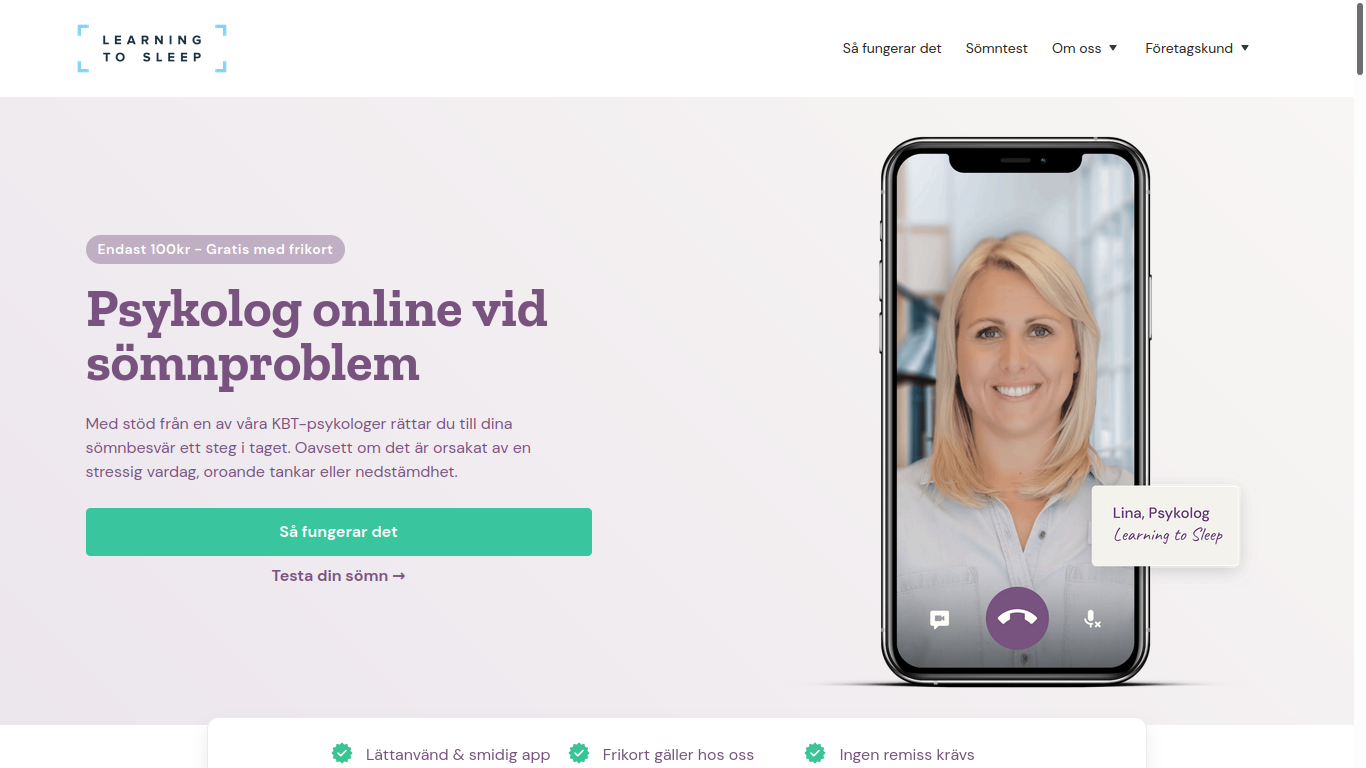 LEARNING
TO SLEEP
Så fungerar det
Sömntest
Om oss
Företagskund
Endast 100kr - Gratis med frikort
Psykolog online vid
sömnproblem
Med stöd från en av våra KBT-psykologer rättar du till dina
sömnbesvär ett steg i taget. Oavsett om det är orsakat av en
stressig vardag, oroande tankar eller nedstämdhet.
Så fungerar det
Testa din sömn →
Lina, Psykolog
Learning to Sleep
Lättanvänd & smidig app
Frikort gäller hos oss
Ingen remiss krävs